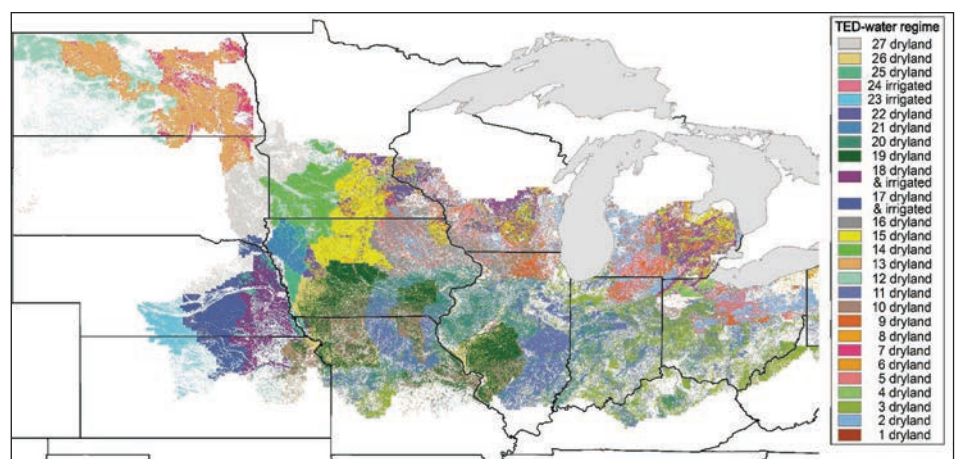 TED-water regime
27 dryland
26 dryland
25 dryland
24 irrigated
23 irrigated
22 dryland
21 dryland
20 dryland
19 dryland
18 dryland
& irrigated
17 dryland
& irrigated
16 dryland
15 dryland
14 dryland
13 dryland
12 dryland
11 dryland
10 dryland
9 dryland
8 dryland
7 dryland
6 dryland
5 dryland
4 dryland
3 dryland
2 dryland
1 dryland